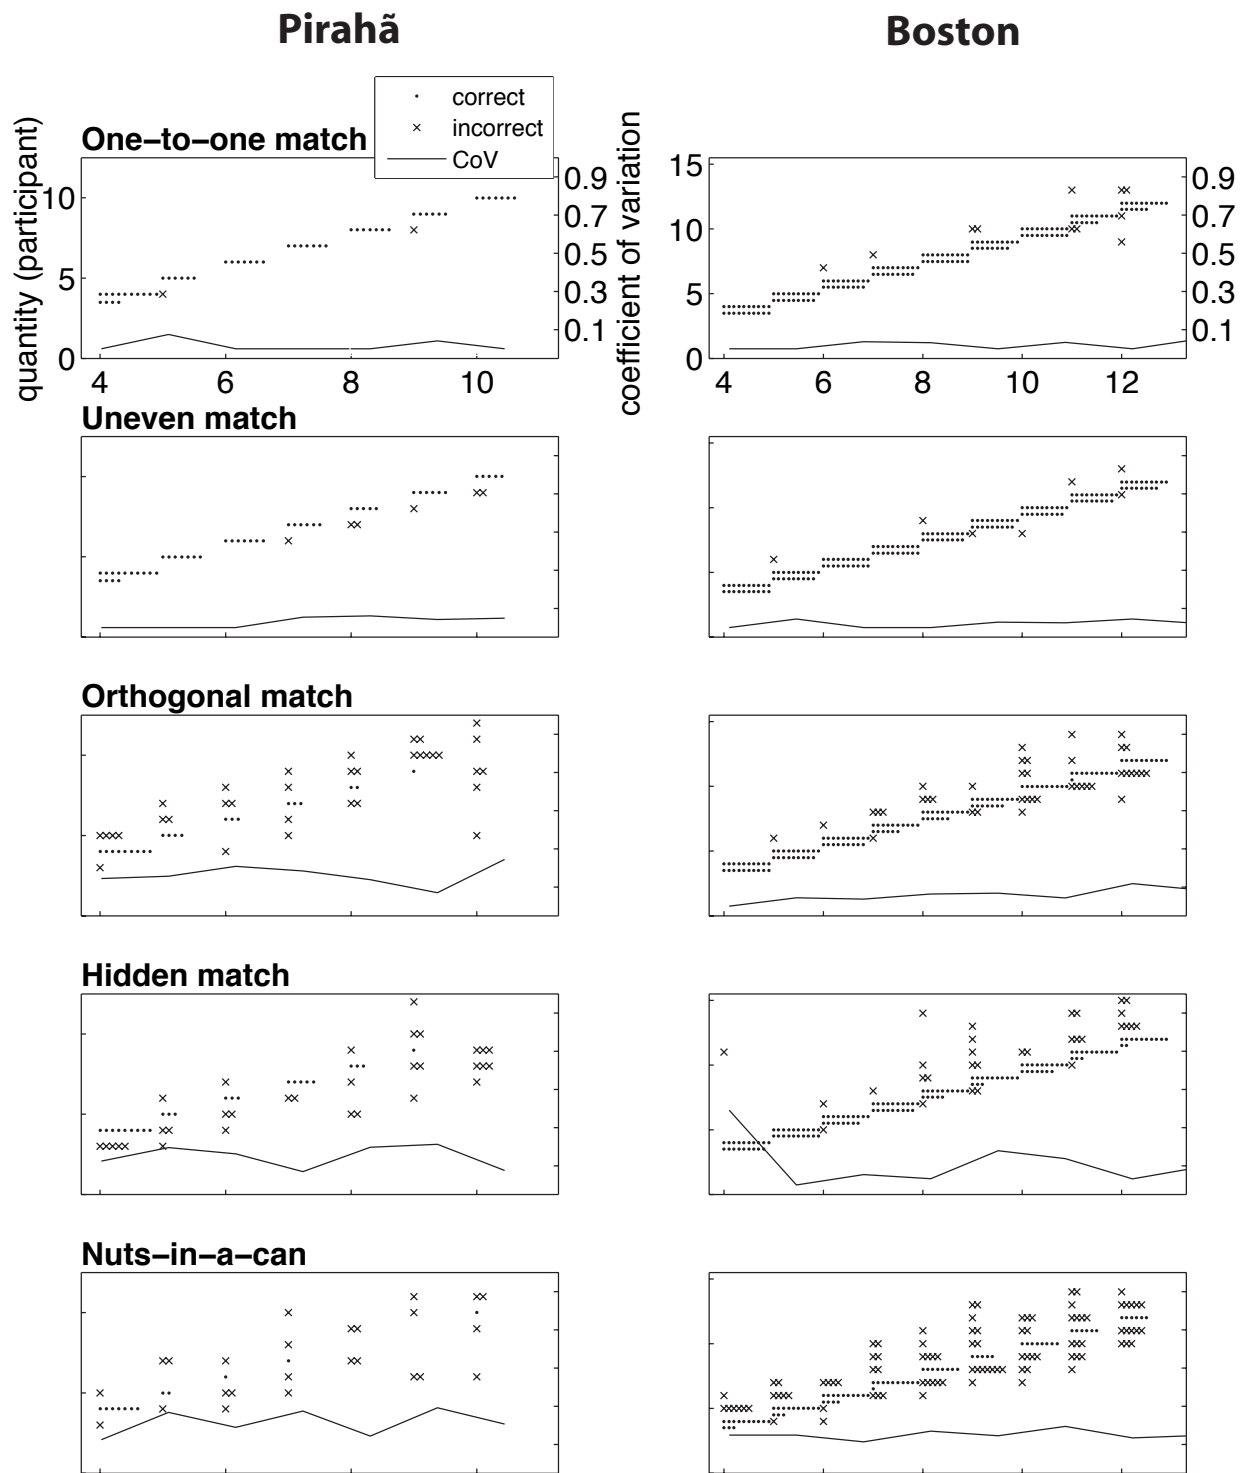 Pirahã
Boston
correct
incorrect
CoV
One–to–one match
quantity (participant)
10
5
0
4
6
8
10
0.9
0.7
0.5
0.3
0.1
coefficient of variation
15
10
5
0
4
6
8
10
12
0.9
0.7
0.5
0.3
0.1
Uneven match
Orthogonal match
Hidden match
Nuts–in–a–can